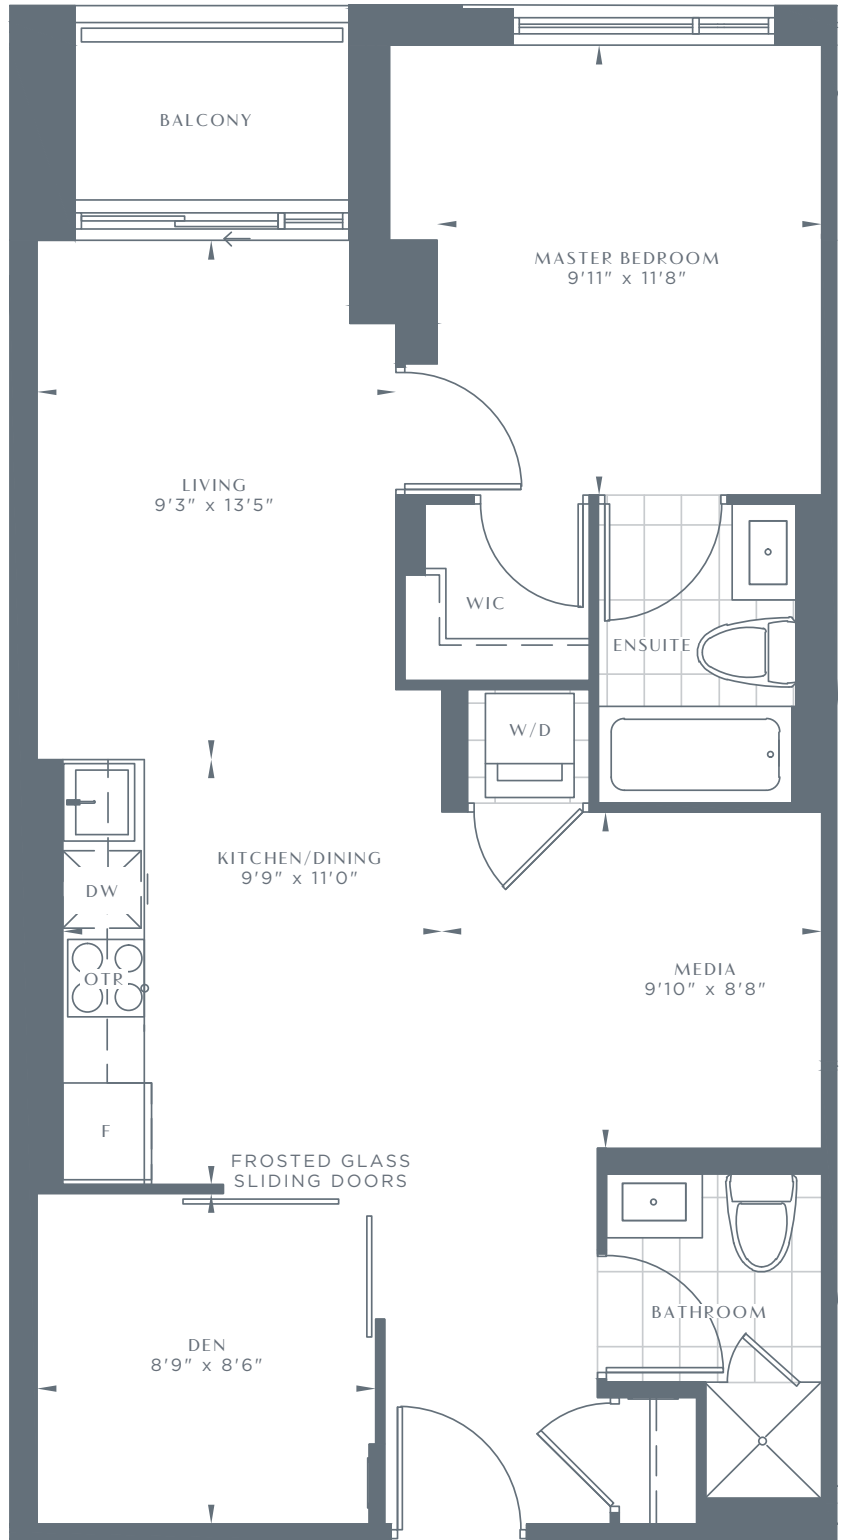 BALCONY
MASTER BEDROOM
9'11" x 11'8"
LIVING
9'3" x 13'5"
WIC
ENSUITE
W/D
KITCHEN/DINING
9'9" x 11'0"
DW
OTR
MEDIA
9'10" x 8'8"
F
FROSTED GLASS
SLIDING DOORS
BATHROOM
DEN
8'9" x 8'6"